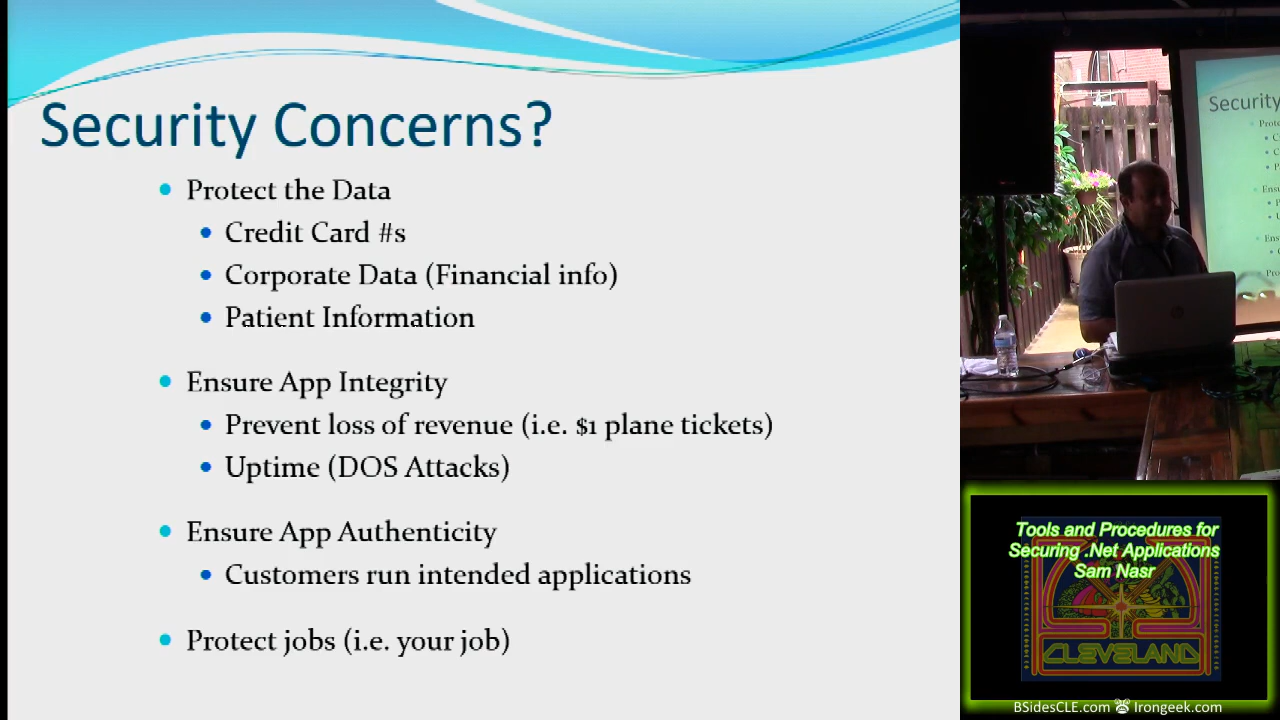 Security Concerns?
Protect the Data
Credit Card #s
Corporate Data (Financial info)
Patient Information
Ensure App Integrity
Prevent loss of revenue (i.e. $1 plane tickets)
Uptime (DOS Attacks)
Ensure App Authenticity
Customers run intended applications
Protect jobs (i.e. your job)
Security
Tools and Procedures for
Securing .Net Applications
Sam Nasr
CLEVELAND
BSidesCLE.com Irongeek.com